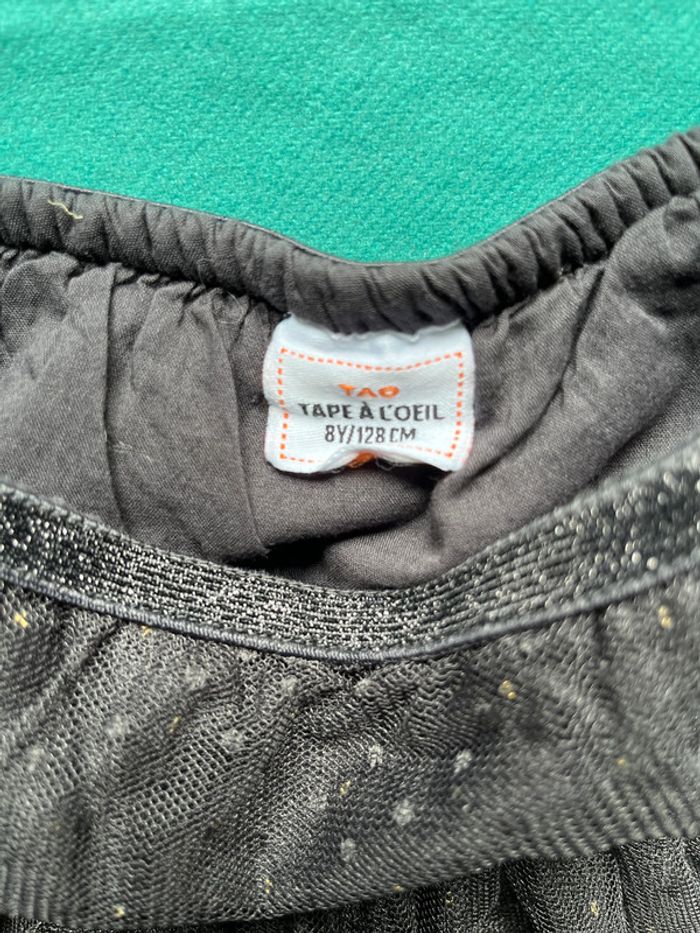 TAO
TAPE À L'OEIL
8Y/128 CM